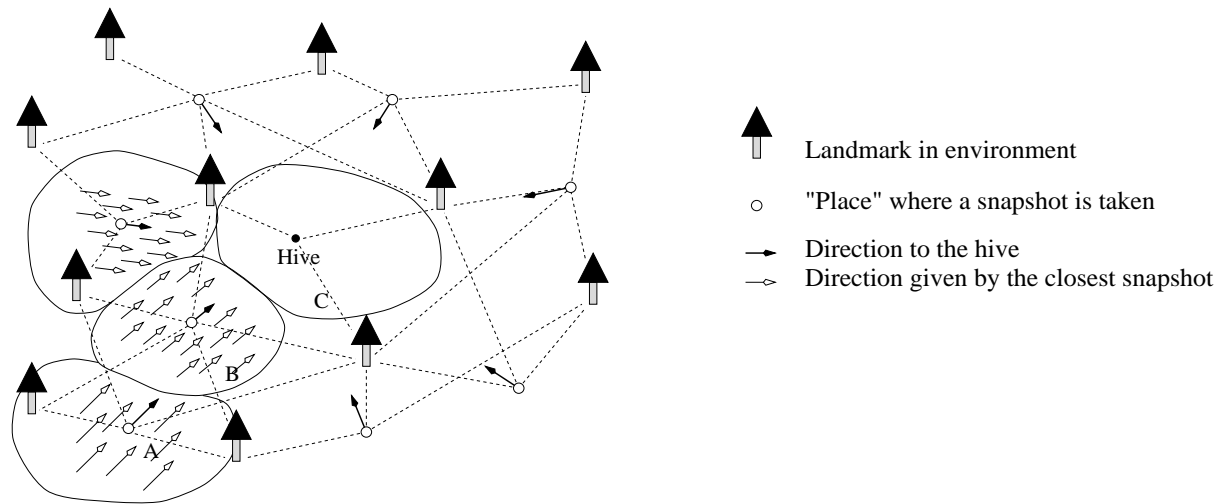 Landmark in environment
"Place" where a snapshot is taken
Direction to the hive
Direction given by the closest snapshot
Hive
C
B
A